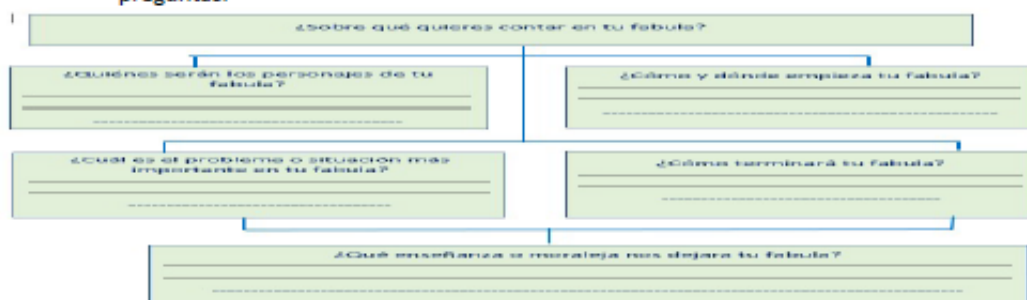 preguntas.
¿Sobre qué quieres contar en tu fabula?
¿Quiénes serán los personajes de tu
fabula?
¿Cómo y dónde empieza tu fabula?
¿Cuál es el problema o situación más
importante en tu fabula?
¿Cómo terminará tu fabula?
¿Qué enseñanza o moraleja nos dejara tu fabula?